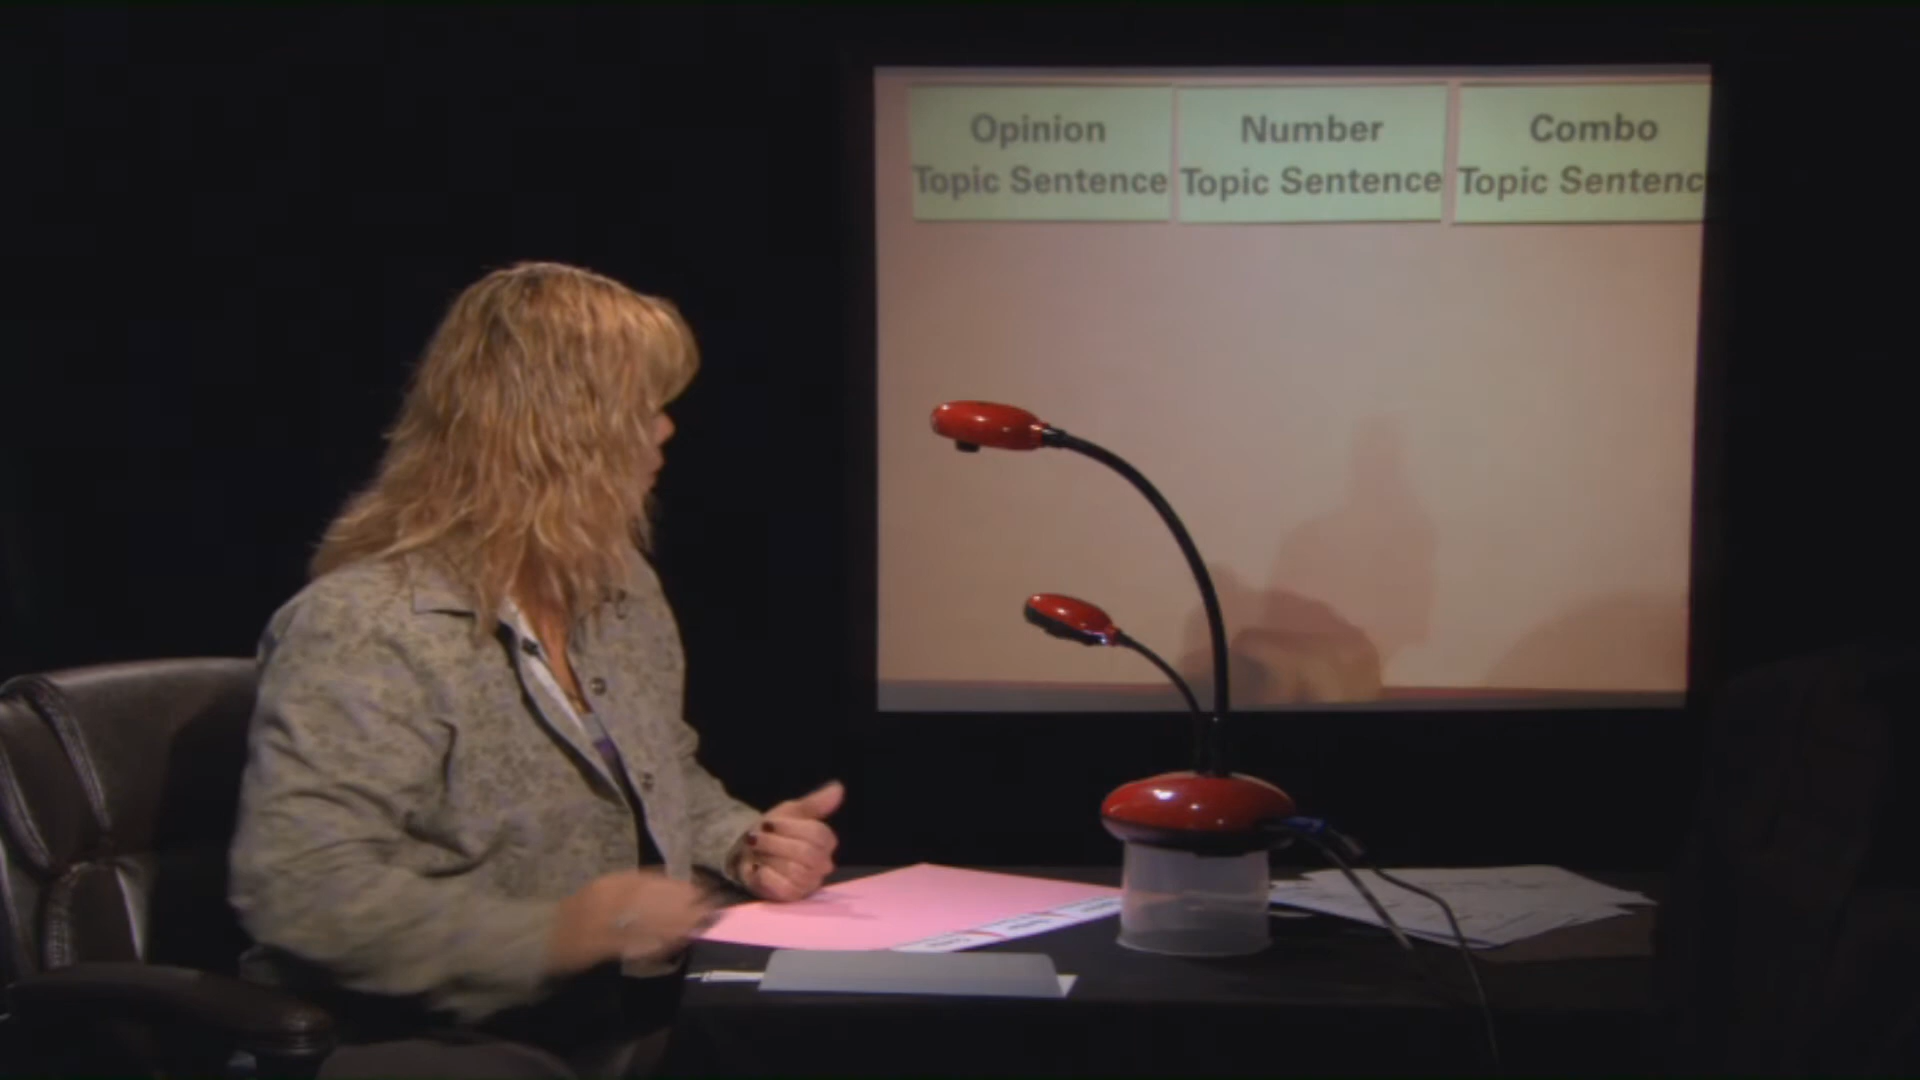 Opinion
Topic Sentence
Number
Topic Sentence
Combo
Topic Sentenc